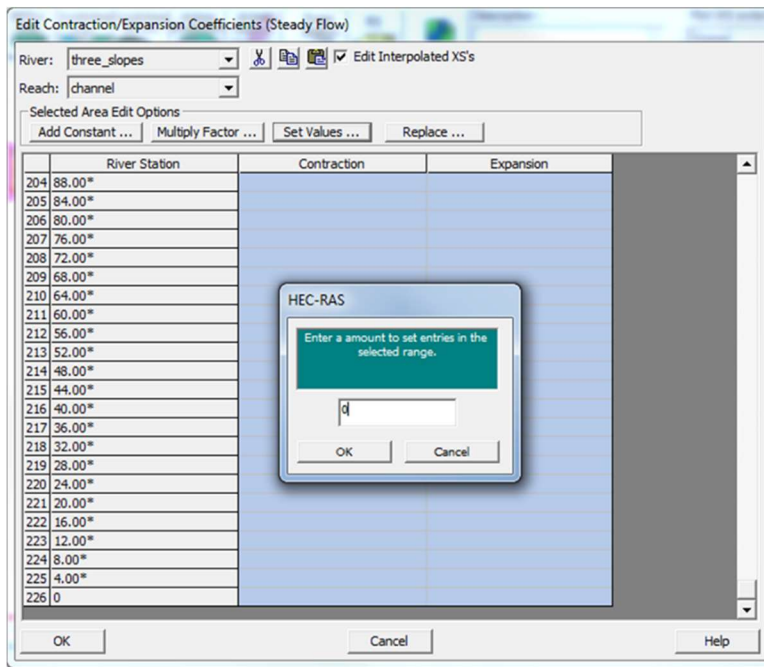 Edit Contraction/Expansion Coefficients (Steady Flow)
River: three_slopes Edit Interpolated XS's
Reach: channel
Selected Area Edit Options
Add Constant ... Multiply Factor ... Set Values ... Replace ...
River Station Contraction Expansion
204 88.00*
205 84.00*
206 80.00*
207 76.00*
208 72.00*
209 68.00*
210 64.00*
211 60.00*
212 56.00*
213 52.00*
214 48.00*
215 44.00*
216 40.00*
217 36.00*
218 32.00*
219 28.00*
220 24.00*
221 20.00*
222 16.00*
223 12.00*
224 8.00*
225 4.00*
226 0
HEC-RAS
Enter a amount to set entries in the
selected range.
0
OK Cancel
OK Cancel Help